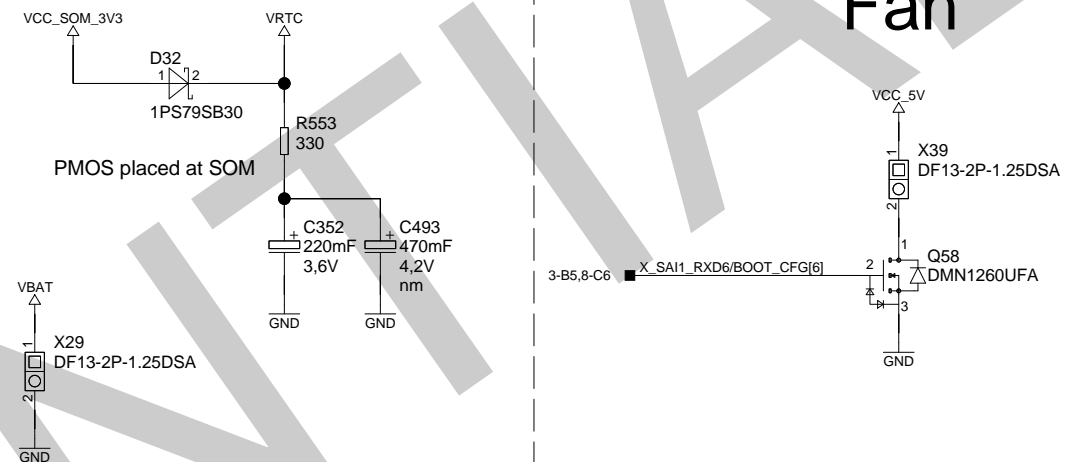 Fan
VCC_SOM_3V3
VRTC
D32
1
2
1PS79SB30
R553
330
PMOS placed at SOM
C352
220mF
3,6V
C493
470mF
4,2V
nm
GND
GND
VBAT
1
X29
DF13-2P-1.25DSA
2
GND
VCC_5V
1
X39
DF13-2P-1.25DSA
2
1
3-B5,8-C6
X_SAI1_RXD6/BOOT_CFG[6]
2
Q58
DMN1260UFA
3
GND
NTIA